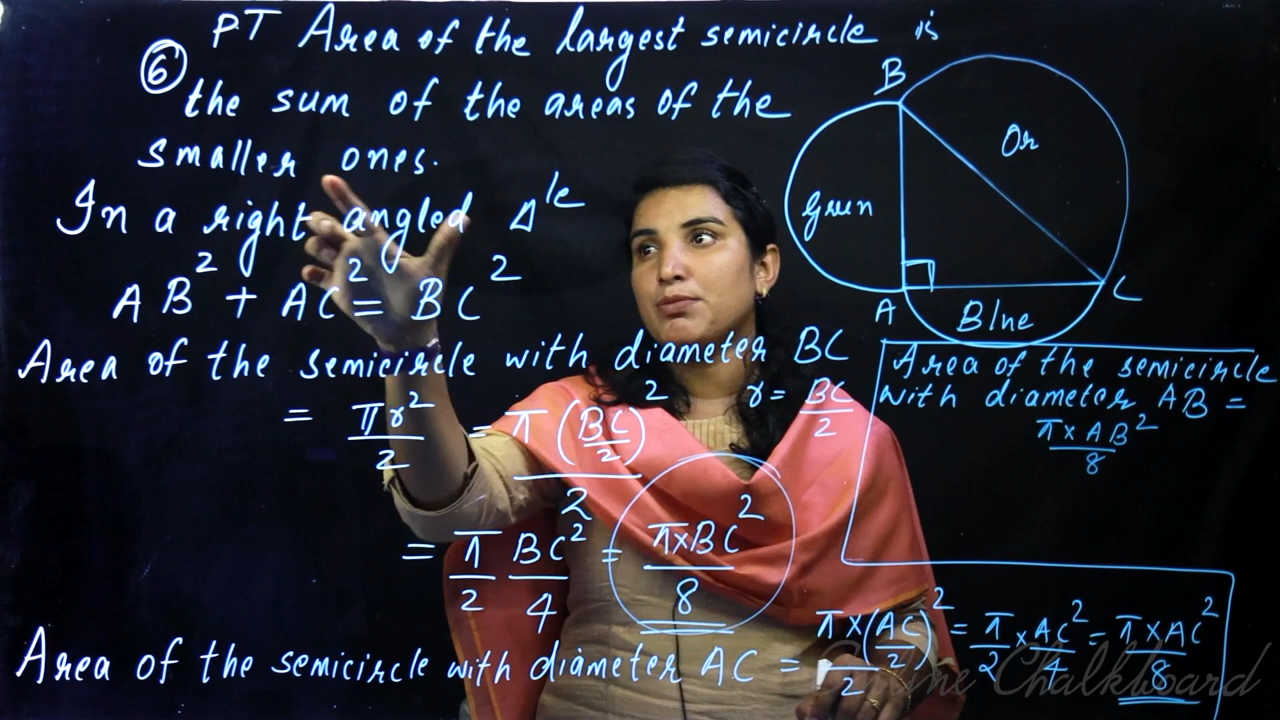 PT Area of the largest semicircle is
⑥ the sum of the areas of the
smaller ones.
In a right angled Δle
AB² + AC² = BC²
Area of the semicircle with diameter BC
= πr²/2 = π(BC/2)²/2 r = BC/2
= π/2 BC²/4 = π×BC²/8
Area of the semicircle with diameter AC = π×(AC/2)²/2 = π/2 × AC²/4 = π×AC²/8
B
Or
Green
A
Blue
C
Area of the semicircle
with diameter AB =
π×AB²/8
Chalkboard